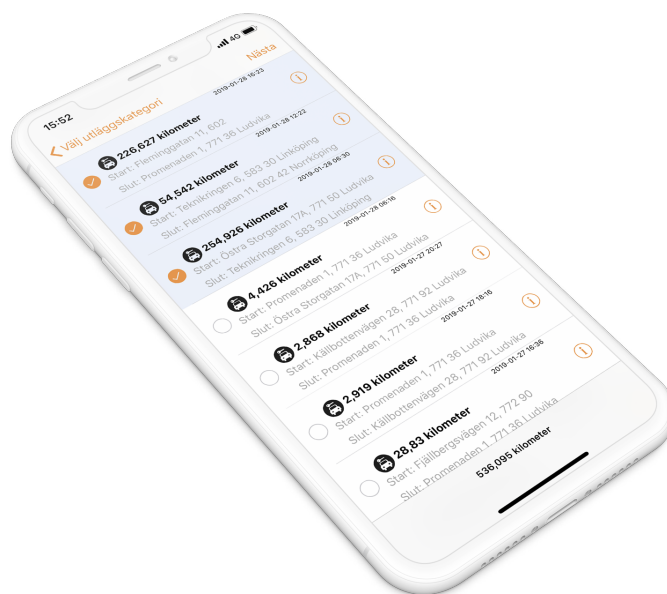 15:52
4G
Välj utläggskategori
Nästa
2019-01-28 16:23
226,627 kilometer
Start: Fleminggatan 11, 602
Slut: Promenaden 1, 771 36 Ludvika
2019-01-28 12:22
54,542 kilometer
Start: Teknikringen 6, 583 30 Linköping
Slut: Fleminggatan 11, 602 42 Norrköping
2019-01-28 06:30
254,926 kilometer
Start: Östra Storgatan 17A, 771 50 Ludvika
Slut: Teknikringen 6, 583 30 Linköping
2019-01-28 06:16
4,426 kilometer
Start: Promenaden 1, 771 36 Ludvika
Slut: Östra Storgatan 17A, 771 50 Ludvika
2019-01-27 20:27
2,868 kilometer
Start: Källbottenvägen 28, 771 92 Ludvika
Slut: Promenaden 1, 771 36 Ludvika
2019-01-27 18:16
2,919 kilometer
Start: Promenaden 1, 771 36 Ludvika
Slut: Källbottenvägen 28, 771 92 Ludvika
2019-01-27 16:36
28,83 kilometer
Start: Fjällbergsvägen 12, 772 90
Slut: Promenaden 1, 771 36 Ludvika
536,095 kilometer